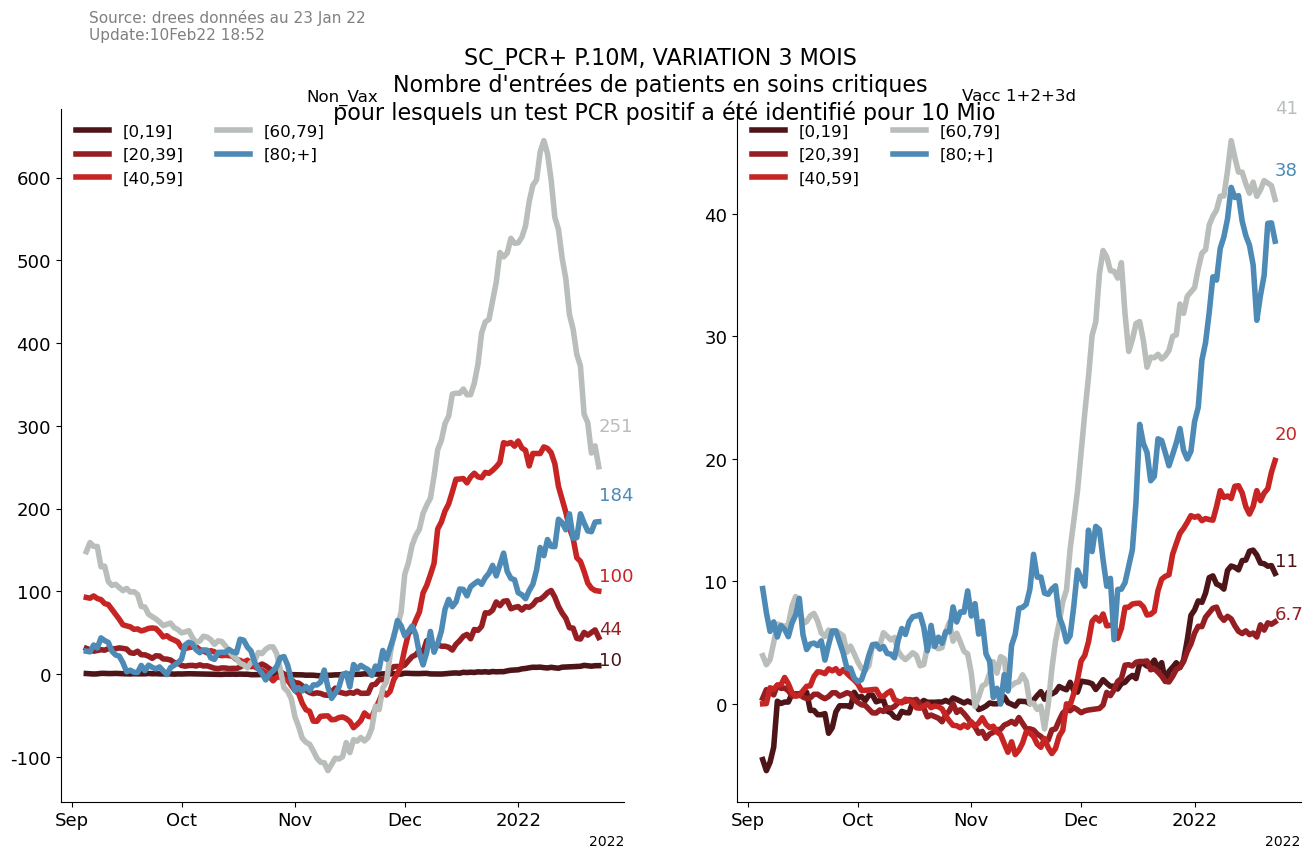 Source: drees données au 23 Jan 22
Update:10Feb22 18:52
SC_PCR+ P.10M, VARIATION 3 MOIS
Nombre d'entrées de patients en soins critiques
pour lesquels un test PCR positif a été identifié pour 10 Mio
Non_Vax
[0,19]
[20,39]
[40,59]
[60,79]
[80;+]
600
500
400
300
200
100
0
-100
251
184
100
44
10
Sep
Oct
Nov
Dec
2022
2022
Vacc 1+2+3d
[0,19]
[20,39]
[40,59]
[60,79]
[80;+]
40
30
20
10
0
41
38
20
11
6.7
Sep
Oct
Nov
Dec
2022
2022